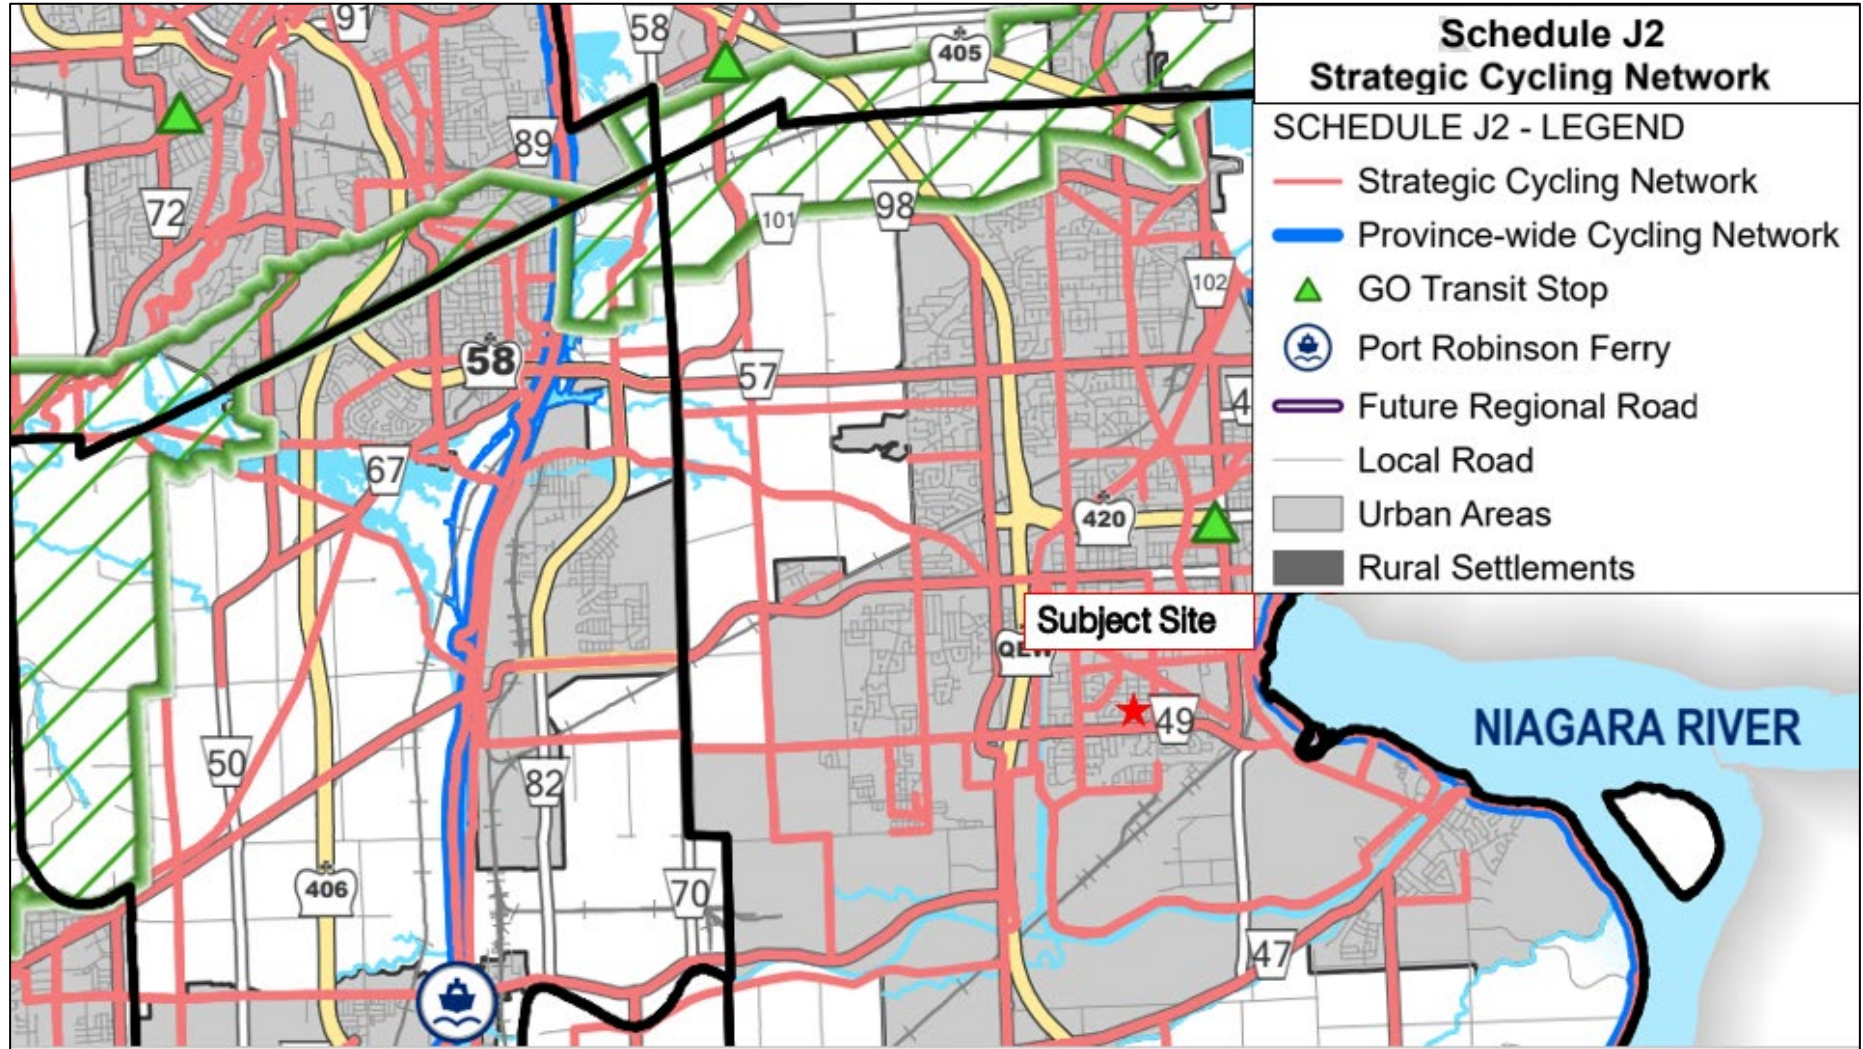 Schedule J2
Strategic Cycling Network
SCHEDULE J2 - LEGEND
Strategic Cycling Network
Province-wide Cycling Network
GO Transit Stop
Port Robinson Ferry
Future Regional Road
Local Road
Urban Areas
Rural Settlements
91
58
405
89
72
101
98
102
58
57
4
67
420
Subject Site
QEW
49
NIAGARA RIVER
50
82
406
70
47